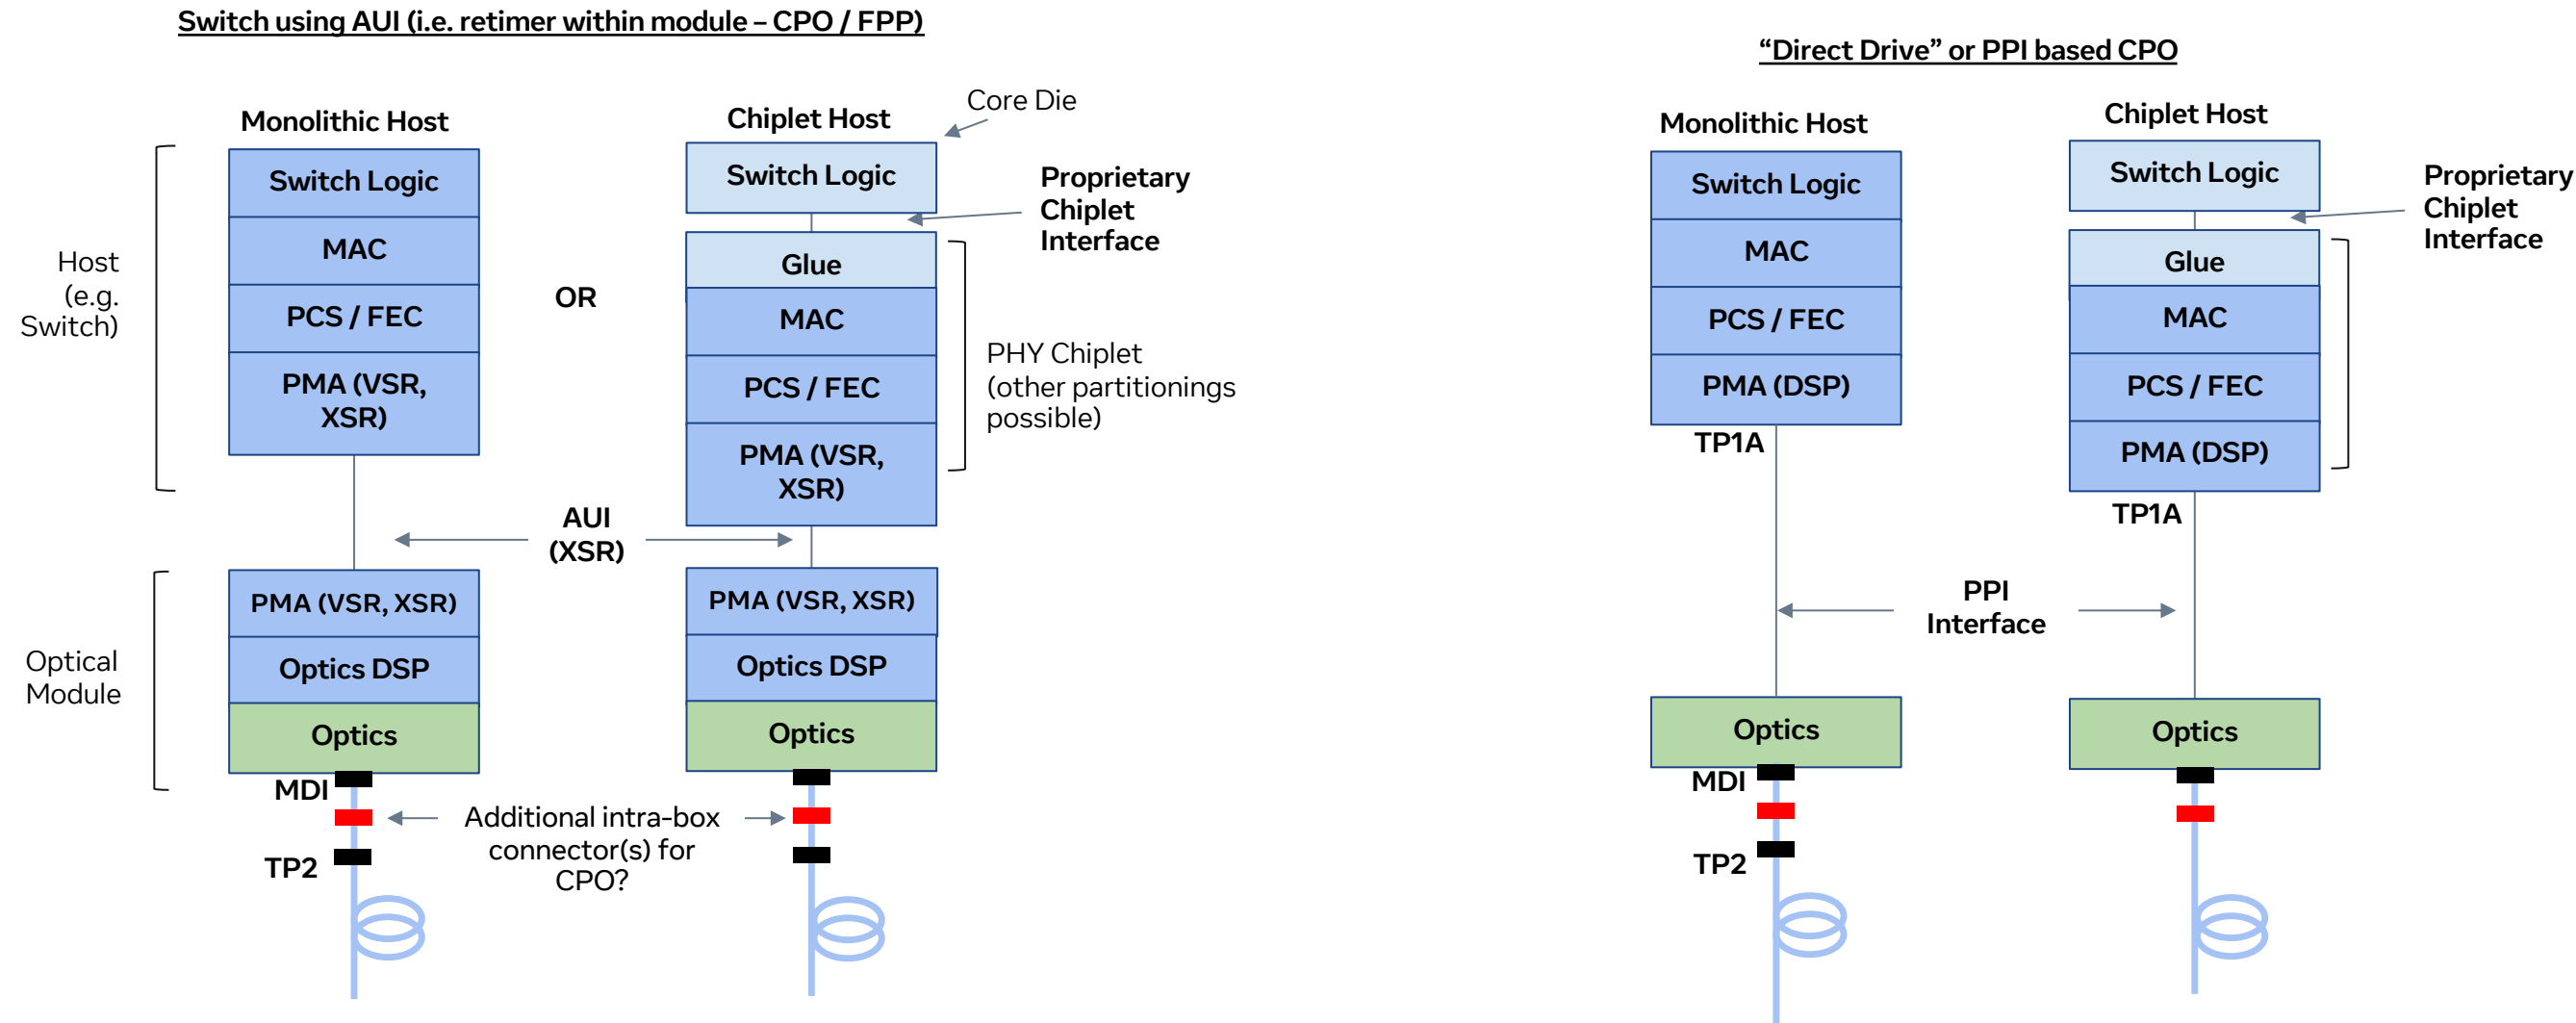 Switch using AUI (i.e. retimer within module – CPO / FPP)
Monolithic Host
Switch Logic
MAC
PCS / FEC
PMA (VSR,
XSR)
Host
(e.g.
Switch)
OR
Chiplet Host
Core Die
Switch Logic
Proprietary
Chiplet
Interface
Glue
MAC
PCS / FEC
PMA (VSR,
XSR)
PHY Chiplet
(other partitionings
possible)
AUI
(XSR)
Optical
Module
PMA (VSR, XSR)
Optics DSP
Optics
MDI
TP2
PMA (VSR, XSR)
Optics DSP
Optics
Additional intra-box
connector(s) for
CPO?
“Direct Drive” or PPI based CPO
Monolithic Host
Switch Logic
MAC
PCS / FEC
PMA (DSP)
TP1A
Chiplet Host
Switch Logic
Proprietary
Chiplet
Interface
Glue
MAC
PCS / FEC
PMA (DSP)
TP1A
PPI
Interface
Optics
MDI
TP2
Optics